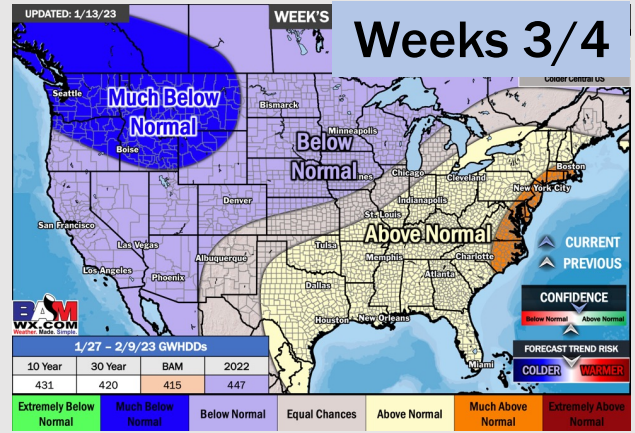 UPDATED: 1/13/23
WEEK'S
Weeks 3/4
Colder Central US
Seattle
Much Below
Normal
Bismarck
Minneapolis
Boise
Below
Normal
nes
Chicago
Cleveland
Boston
New York City
Denver
Indianapolis
St. Louis
San Francisco
Above Normal
Las Vegas
Albuquerque
Tulsa
Memphis
Charlotte
Los Angeles
Phoenix
Atlanta
Dallas
Houston
New Orleans
Miami
CURRENT
PREVIOUS
CONFIDENCE
Below Normal
Above Normal
FORECAST TREND RISK
COLDER
WARMER
BAM
WX.COM
Weather. Made. Simple.
1/27 – 2/9/23 GWHDDs
10 Year 30 Year BAM 2022
431 420 415 447
Extremely Below Normal
Much Below Normal
Below Normal
Equal Chances
Above Normal
Much Above Normal
Extremely Above Normal